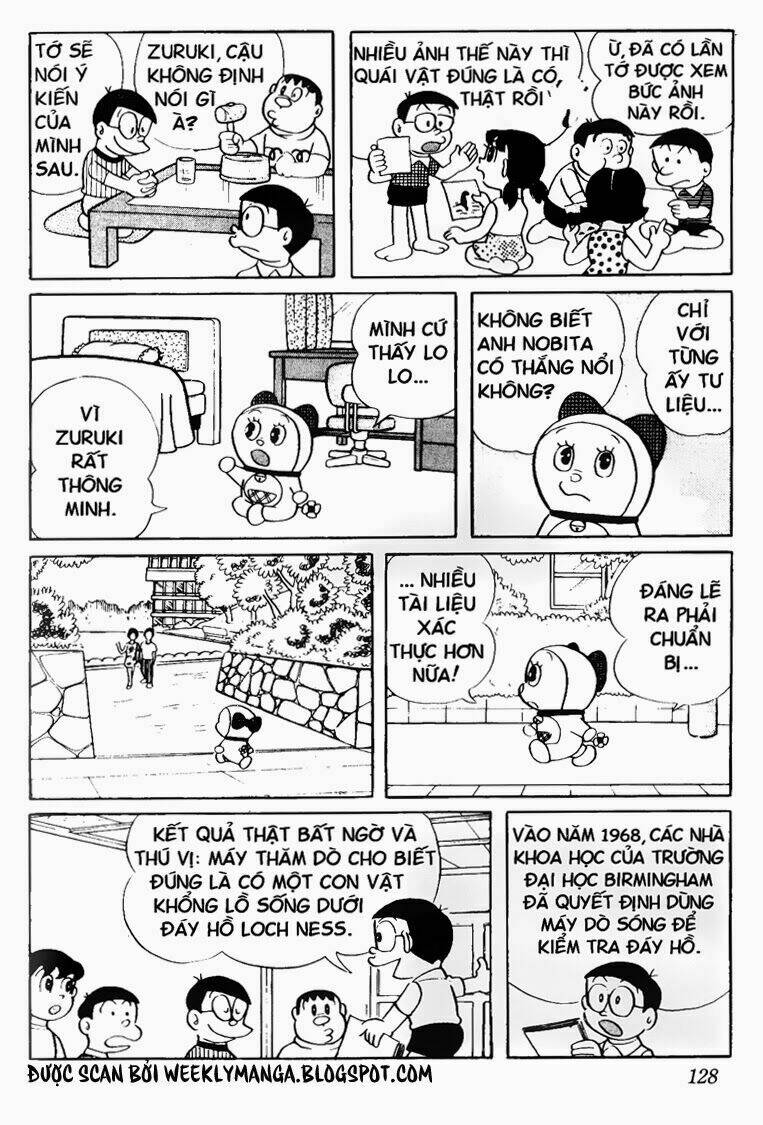 Ừ, ĐÃ CÓ LẦN
TỚ ĐƯỢC XEM
BỨC ẢNH
NÀY RỒI.
NHIỀU ẢNH THẾ NÀY THÌ
QUÁI VẬT ĐÚNG LÀ CÓ,
THẬT RỒI
ZURUKI, CẬU
KHÔNG ĐỊNH
NÓI GÌ
À?
TỚ SẼ
NÓI Ý
KIẾN
CỦA
MÌNH
SAU.
CHỈ
VỚI
TỪNG
ẤY TƯ
LIỆU...
KHÔNG BIẾT
ANH NOBITA
CÓ THẮNG NỔI
KHÔNG?
MÌNH CỨ
THẤY LO
LO...
VÌ
ZURUKI
RẤT
THÔNG
MINH.
ĐÁNG LẼ
RA PHẢI
CHUẨN
BỊ...
... NHIỀU
TÀI LIỆU
XÁC
THỰC HƠN
NỮA!
VÀO NĂM 1968, CÁC NHÀ
KHOA HỌC CỦA TRƯỜNG
ĐẠI HỌC BIRMINGHAM
ĐÃ QUYẾT ĐỊNH DÙNG
MÁY DÒ SÓNG ĐỂ
KIỂM TRA ĐÁY HỒ.
KẾT QUẢ THẬT BẤT NGỜ VÀ
THÚ VỊ: MÁY THĂM DÒ CHO BIẾT
ĐÚNG LÀ CÓ MỘT CON VẬT
KHỔNG LỒ SỐNG DƯỚI
ĐÁY HỒ LOCH NESS.
ĐƯỢC SCAN BỞI WEEKLYMANGA.BLOGSPOT.COM
128